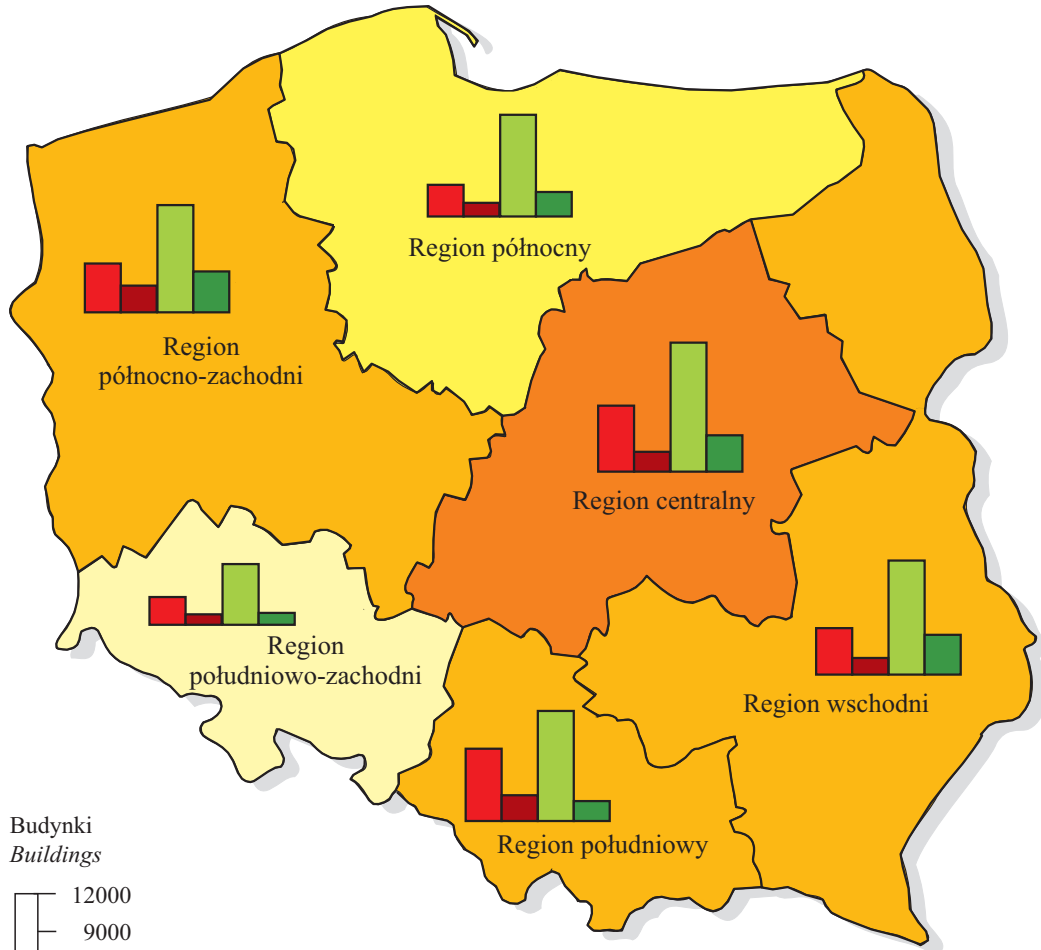 Region północny
Region
północno-zachodni
Region centralny
Region
południowo-zachodni
Region wschodni
Region południowy
Budynki
Buildings
12000
9000